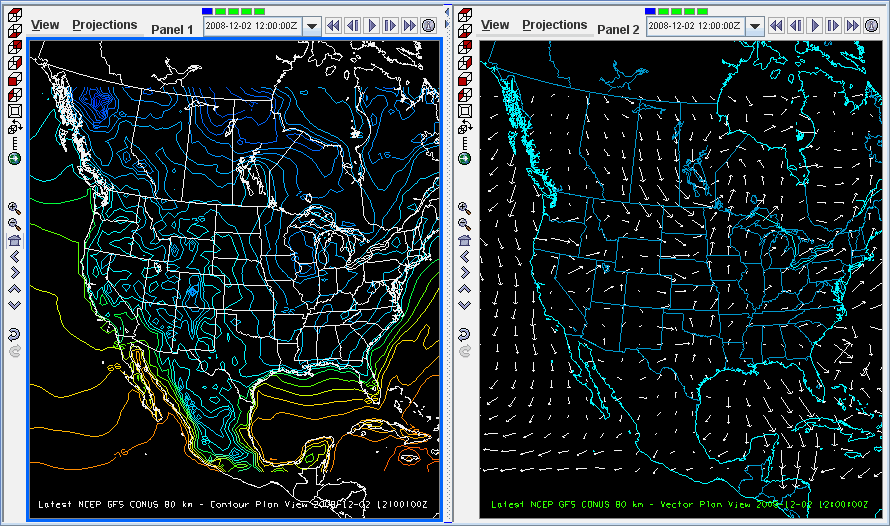 View Projections Panel 1 2008-12-02 12:00:00Z
View Projections Panel 2 2008-12-02 12:00:00Z
Latest NCEP GFS CONUS 80 km - Contour Plan View 2008-12-02 12:00:00Z
Latest NCEP GFS CONUS 80 km - Vector Plan View 2008-12-02 12:00:00Z